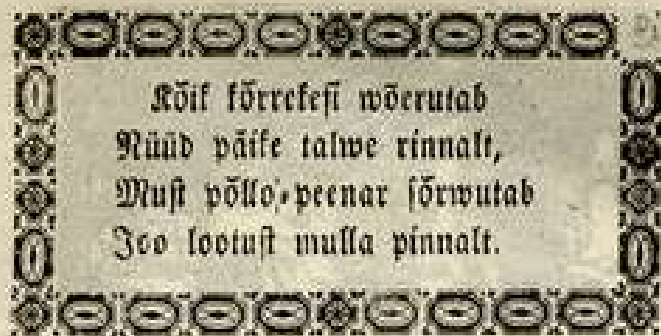 Kõik kõrrekesi wõerutab
Nüüd päike talwe rinnalt,
Must põllo-peenar sõrwutab
Joo lootust mulla pinnalt.